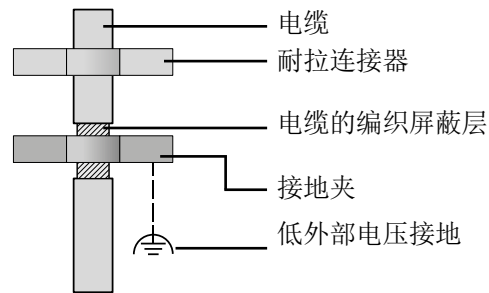 电缆
耐拉连接器
电缆的编织屏蔽层
接地夹
低外部电压接地